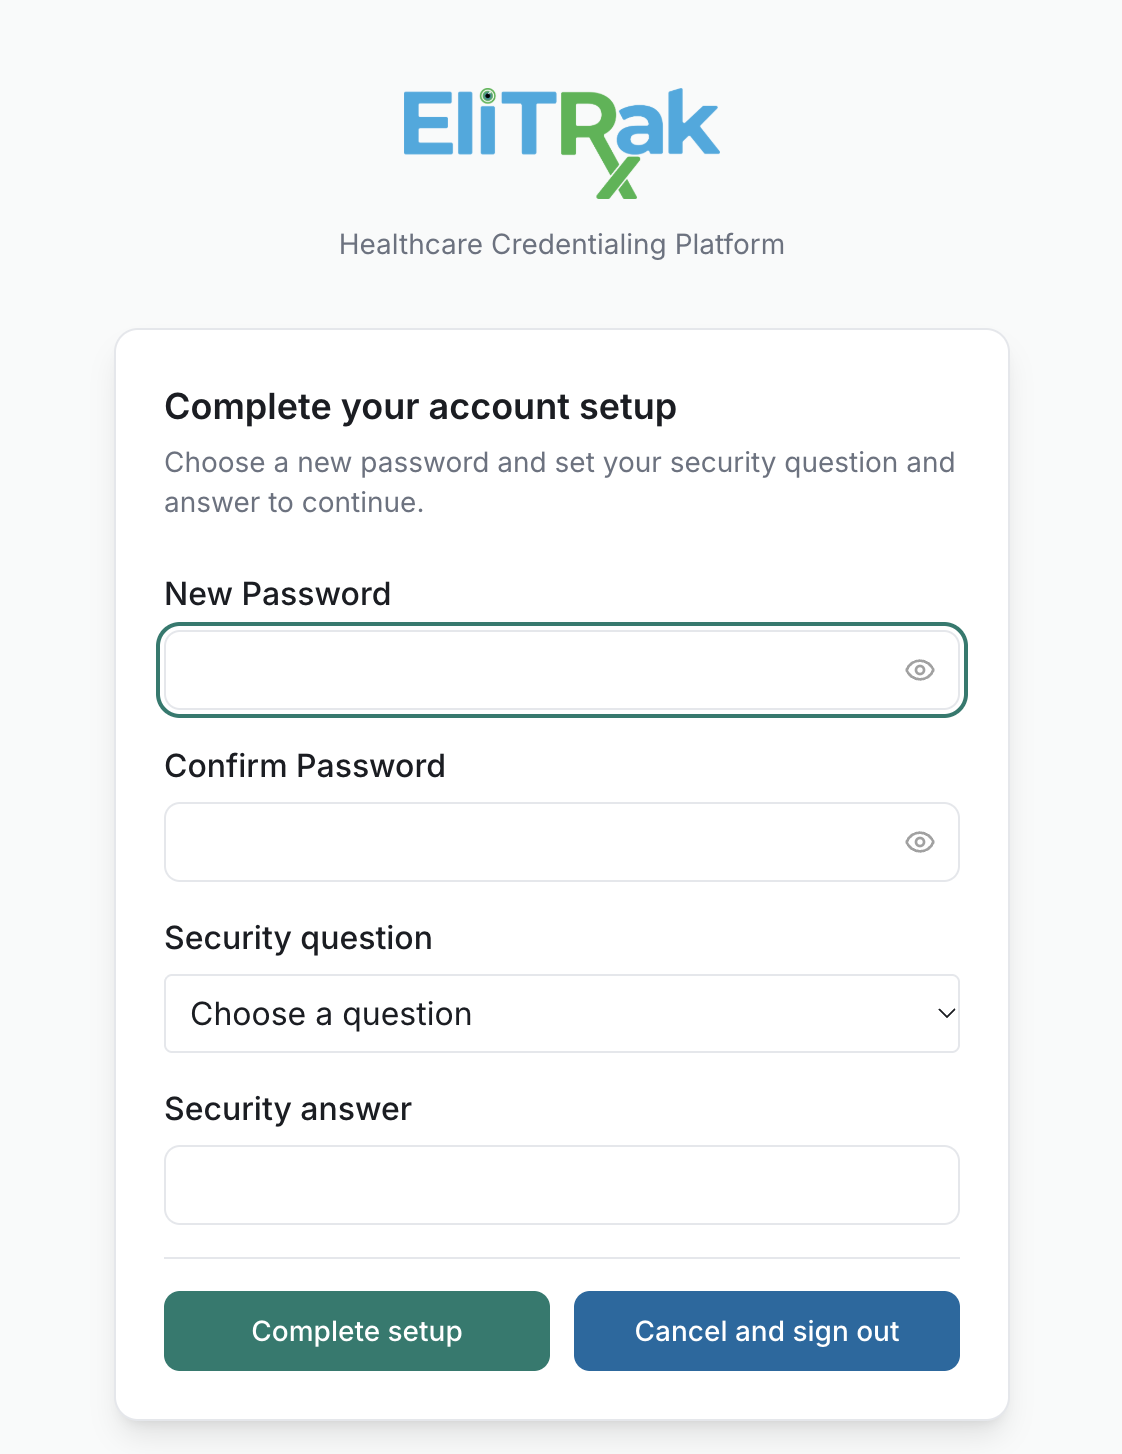 EliTRxak
Healthcare Credentialing Platform
Complete your account setup
Choose a new password and set your security question and
answer to continue.
New Password
Confirm Password
Security question
Choose a question
Security answer
Complete setup
Cancel and sign out